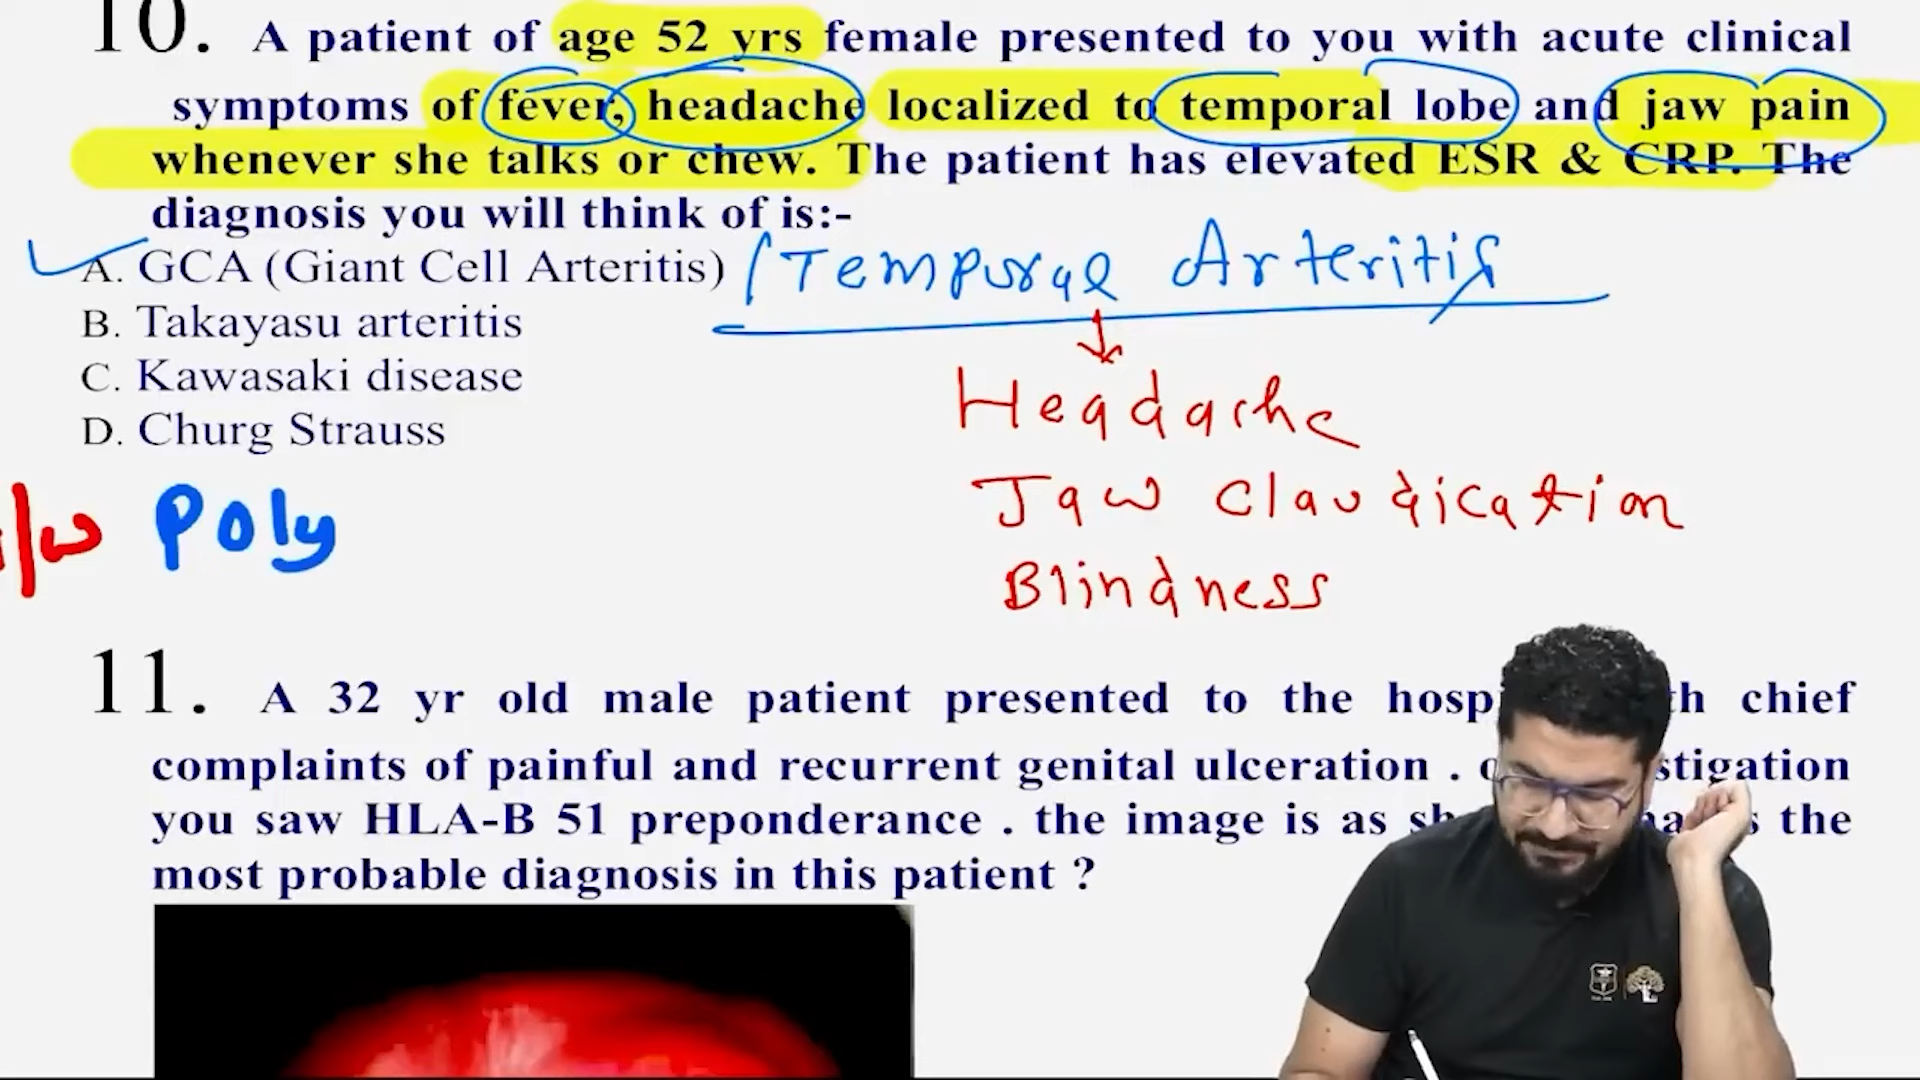 10. A patient of age 52 yrs female presented to you with acute clinical
symptoms of fever, headache localized to temporal lobe and jaw pain
whenever she talks or chew. The patient has elevated ESR & CRP. The
diagnosis you will think of is:-
A. GCA (Giant Cell Arteritis) / Temporal Arteritis
B. Takayasu arteritis
C. Kawasaki disease
D. Churg Strauss
Headache
Jaw claudication
Blindness
/w Poly
11. A 32 yr old male patient presented to the hosp th chief
complaints of painful and recurrent genital ulceration . stigation
you saw HLA-B 51 preponderance . the image is as sh the
most probable diagnosis in this patient ?